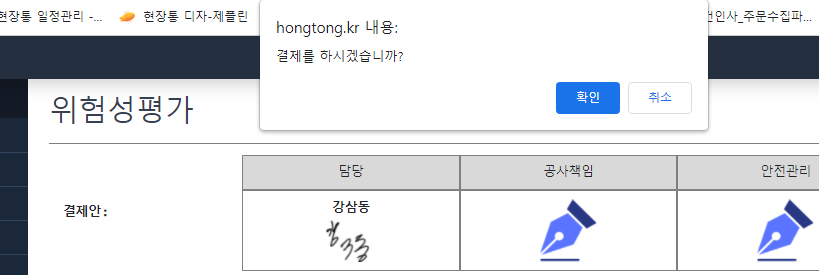 현장통 일정관리 -...
현장통 디자-제플린
인사_주문수집파...
hongtong.kr 내용:
결제를 하시겠습니까?
확인
취소
위험성평가
담당
공사책임
안전관리
결제안:
강삼동